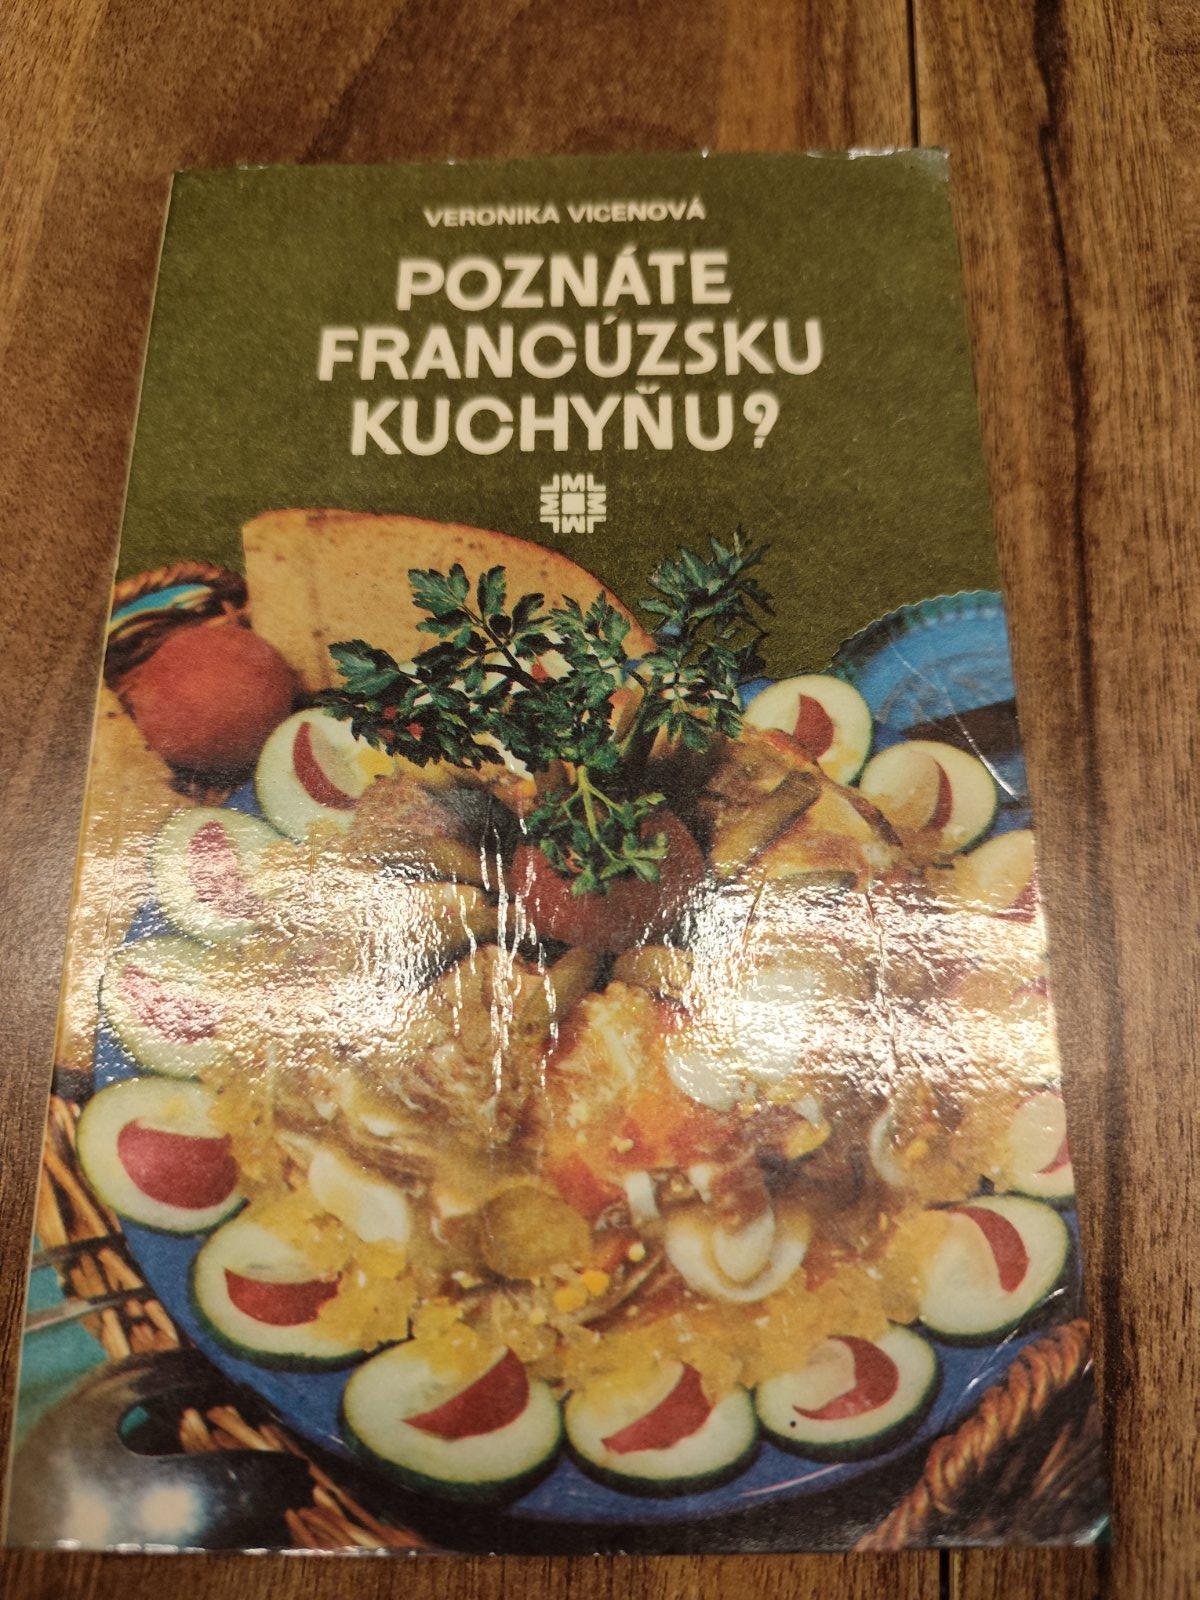 VERONIKA VICENOVÁ
POZNÁTE
FRANCÚZSKU
KUCHYŇU?